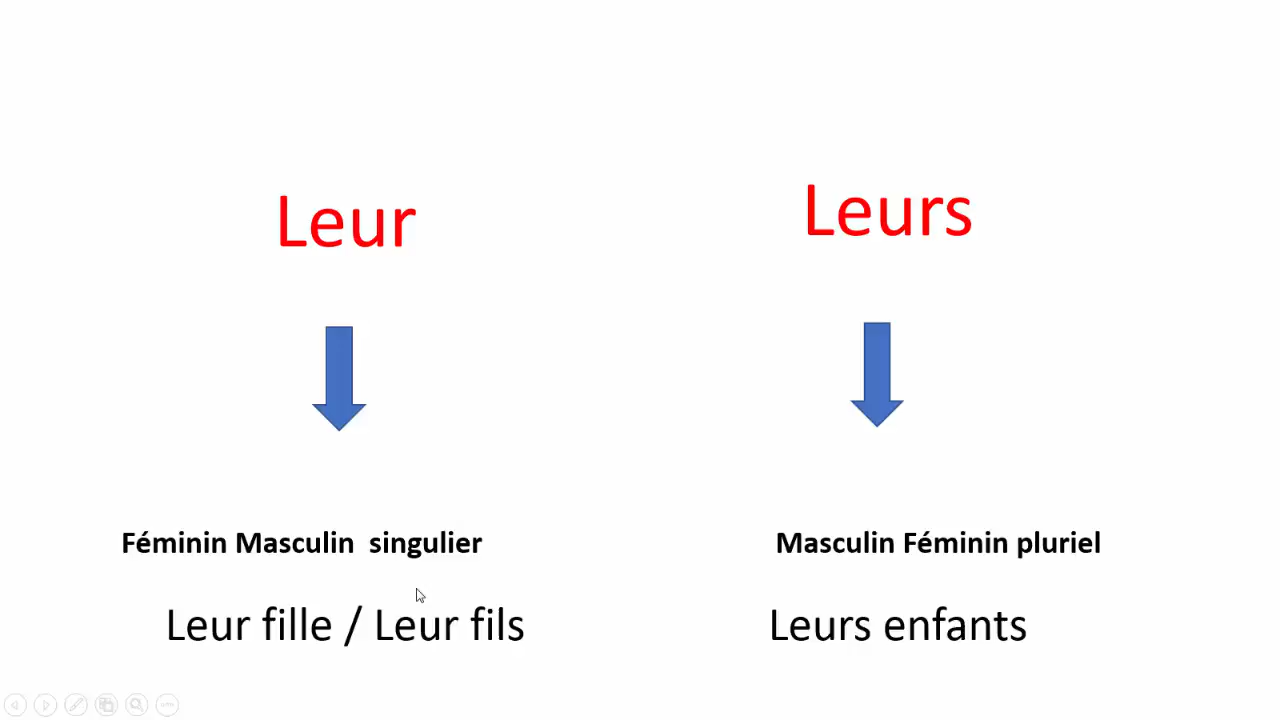 Leur
Leurs
Féminin Masculin singulier
Masculin Féminin pluriel
Leur fille / Leur fils
Leurs enfants